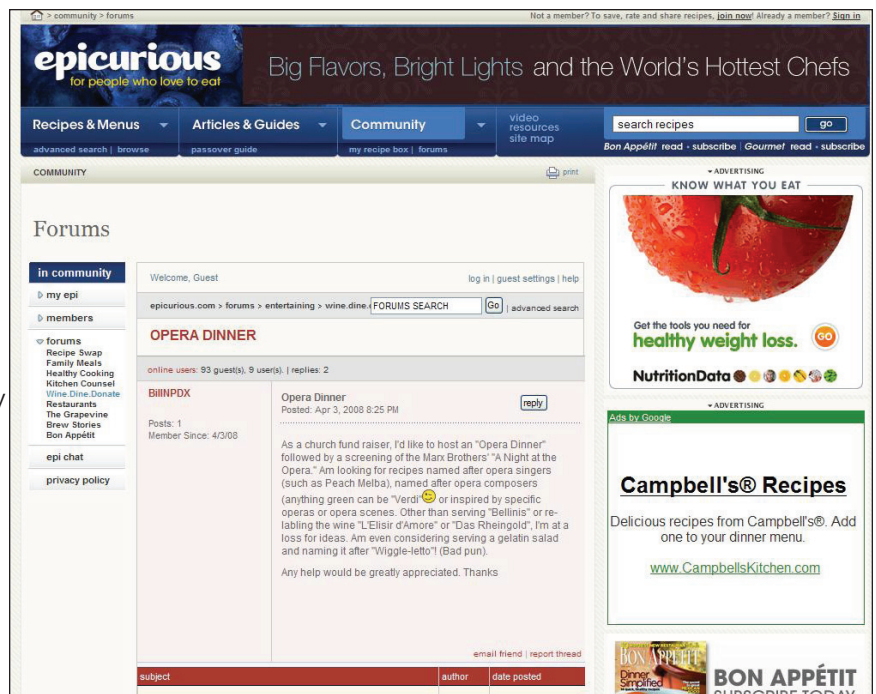 > community > forums
Not a member? To save, rate and share recipes, join now! Already a member? Sign in
epicurious
for people who love to eat
Big Flavors, Bright Lights and the World's Hottest Chefs
Recipes & Menus
Articles & Guides
Community
video
resources
site map
search recipes
go
advanced search | browse
passover guide
my recipe box | forums
Bon Appétit read - subscribe | Gourmet read - subscribe
COMMUNITY
print
Forums
in community
my epi
members
forums
Recipe Swap
Family Meals
Healthy Cooking
Kitchen Counsel
Wine.Dine.Donate
Restaurants
The Grapevine
Brew Stories
Bon Appétit
epi chat
privacy policy
Welcome, Guest
log in | guest settings | help
epicurious.com > forums > entertaining > wine.dine.
FORUMS SEARCH
Go
| advanced search
OPERA DINNER
online users: 93 guest(s), 9 user(s). | replies: 2
BillNPDX
Posts: 1
Member Since: 4/3/08
Opera Dinner
Posted: Apr 3, 2008 8:25 PM
reply
As a church fund raiser, I'd like to host an "Opera Dinner"
followed by a screening of the Marx Brothers' "A Night at the
Opera." Am looking for recipes named after opera singers
(such as Peach Melba), named after opera composers
(anything green can be "Verdi" or inspired by specific
operas or opera scenes. Other than serving "Bellinis" or re-
labling the wine "L'Elisir d'Amore" or "Das Rheingold", I'm at a
loss for ideas. Am even considering serving a gelatin salad
and naming it after "Wiggle-letto"! (Bad pun).
Any help would be greatly appreciated. Thanks
email friend | report thread
subject
author
date posted
ADVERTISING
KNOW WHAT YOU EAT
Get the tools you need for
healthy weight loss.
GO
NutritionData
ADVERTISING
Ads by Google
Campbell's® Recipes
Delicious recipes from Campbell's®. Add
one to your dinner menu.
www.CampbellsKitchen.com
BON APPÉTIT
Dinner
Simplified
BON APPÉTIT
SUBSCRIBE TODAY